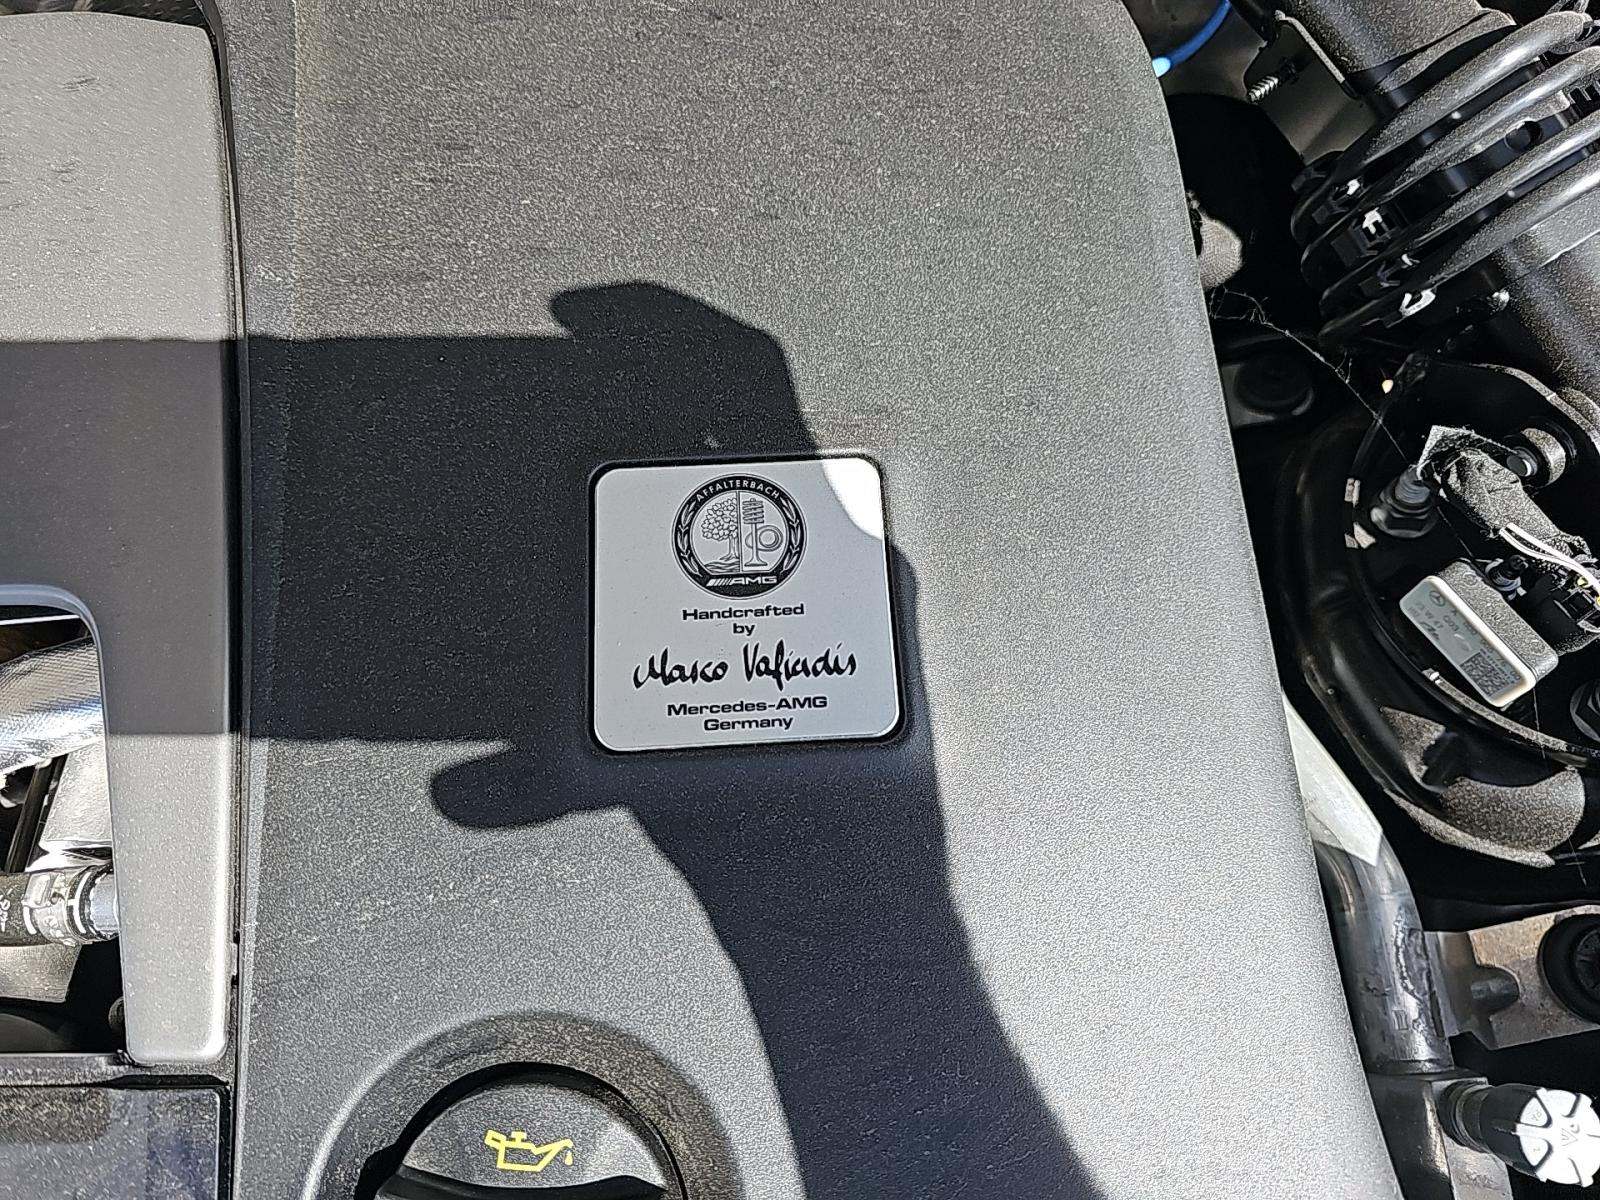 AFFALTERBACH
AMG
Handcrafted
by
Marco Vafiadis
Mercedes-AMG
Germany